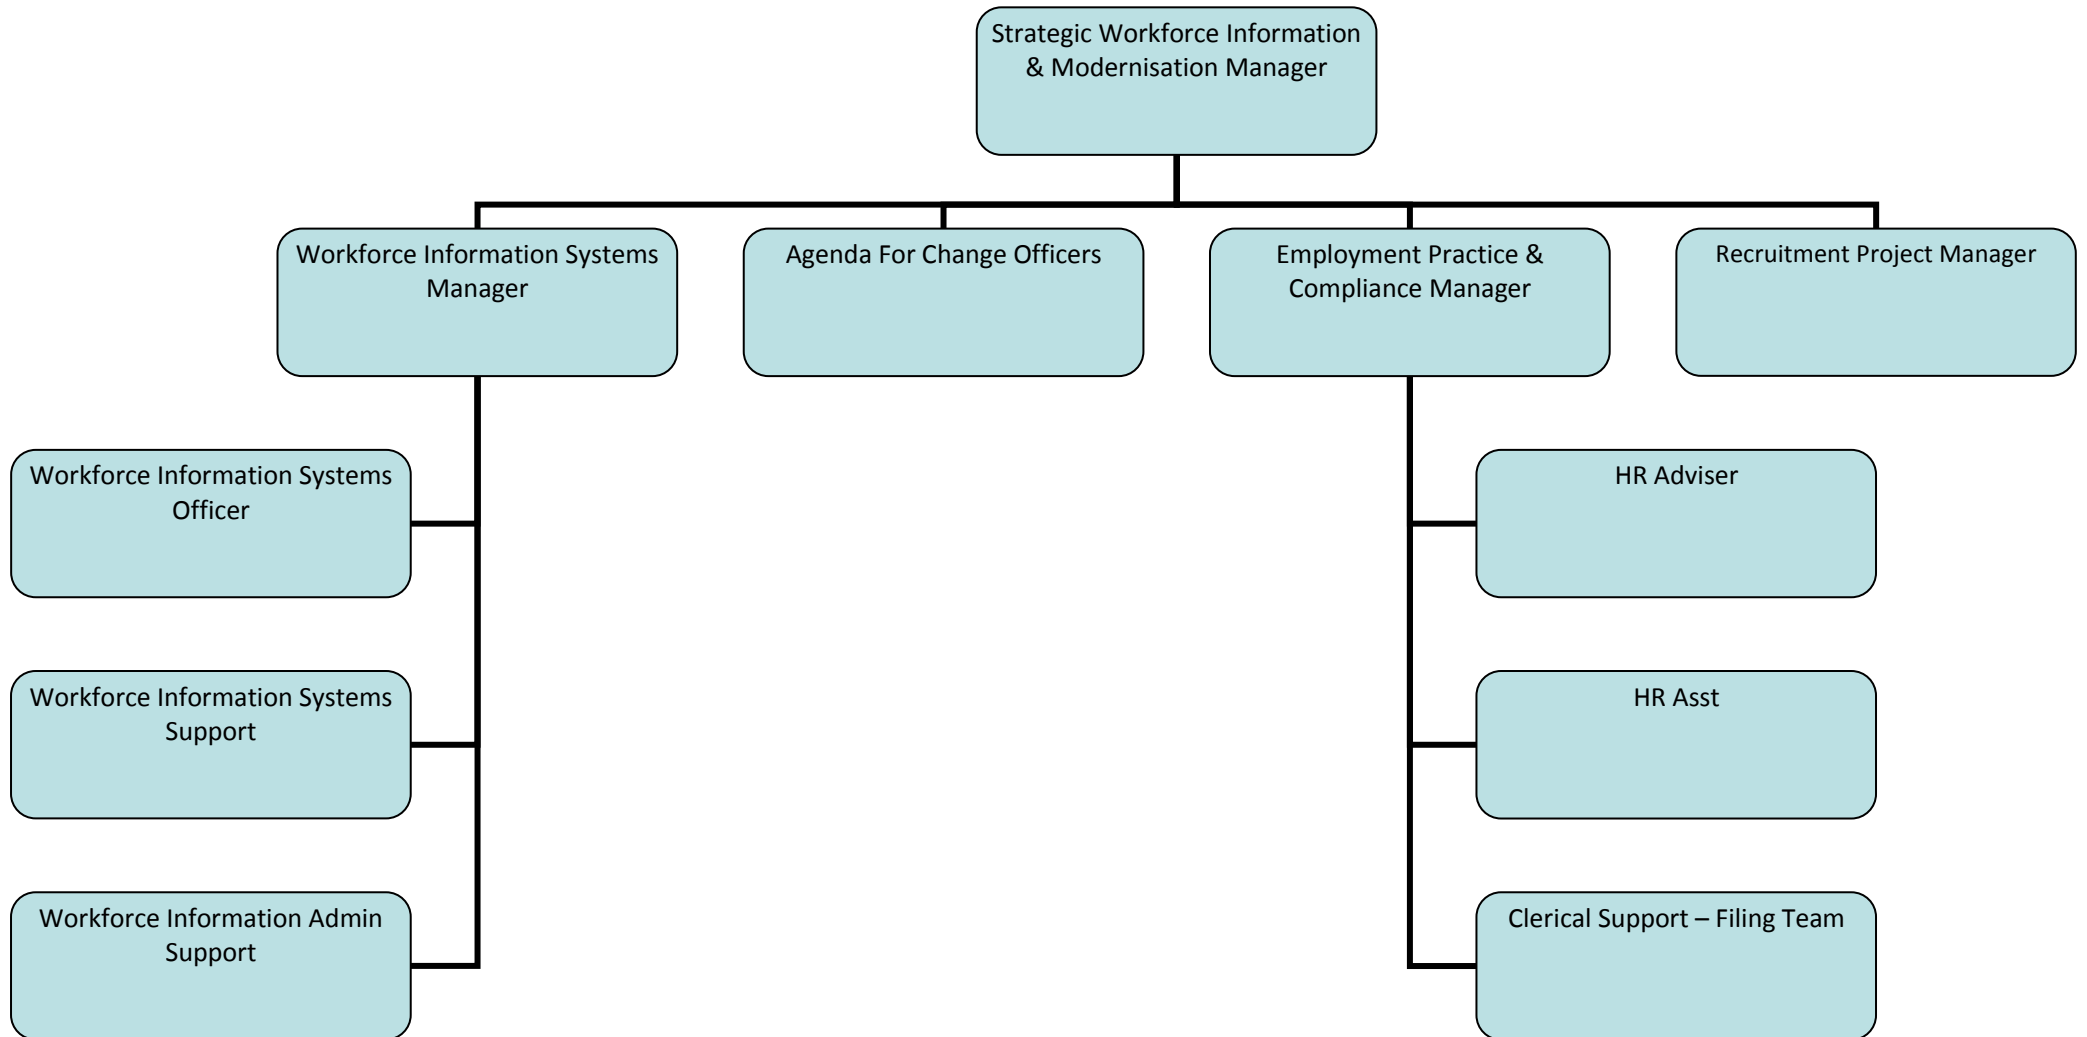 Strategic Workforce Information
& Modernisation Manager
Workforce Information Systems
Manager
Agenda For Change Officers
Employment Practice &
Compliance Manager
Recruitment Project Manager
Workforce Information Systems
Officer
HR Adviser
Workforce Information Systems
Support
HR Asst
Workforce Information Admin
Support
Clerical Support – Filing Team